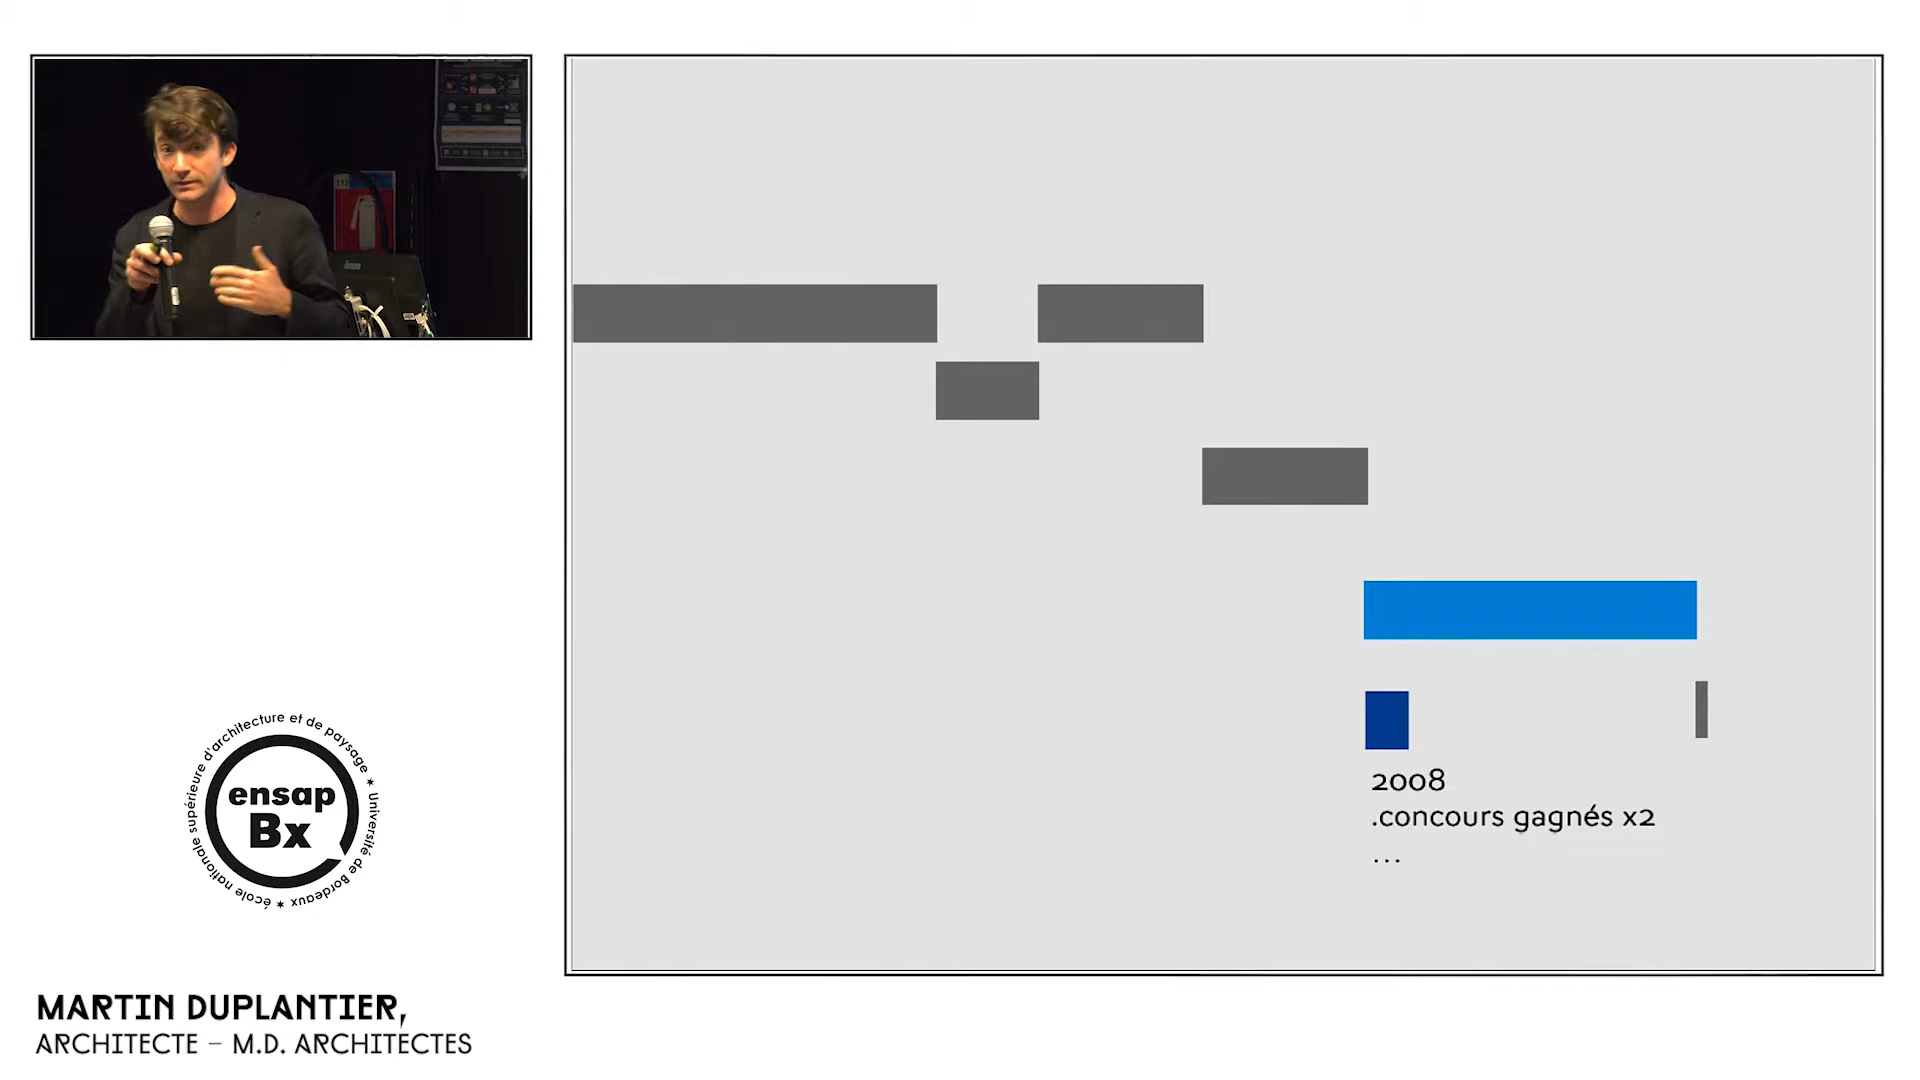 112
2008
.concours gagnés x2
...
école nationale supérieure d'architecture et de paysage ✶ Université de Bordeaux ✶
ensap
Bx
MARTIN DUPLANTIER,
ARCHITECTE – M.D. ARCHITECTES